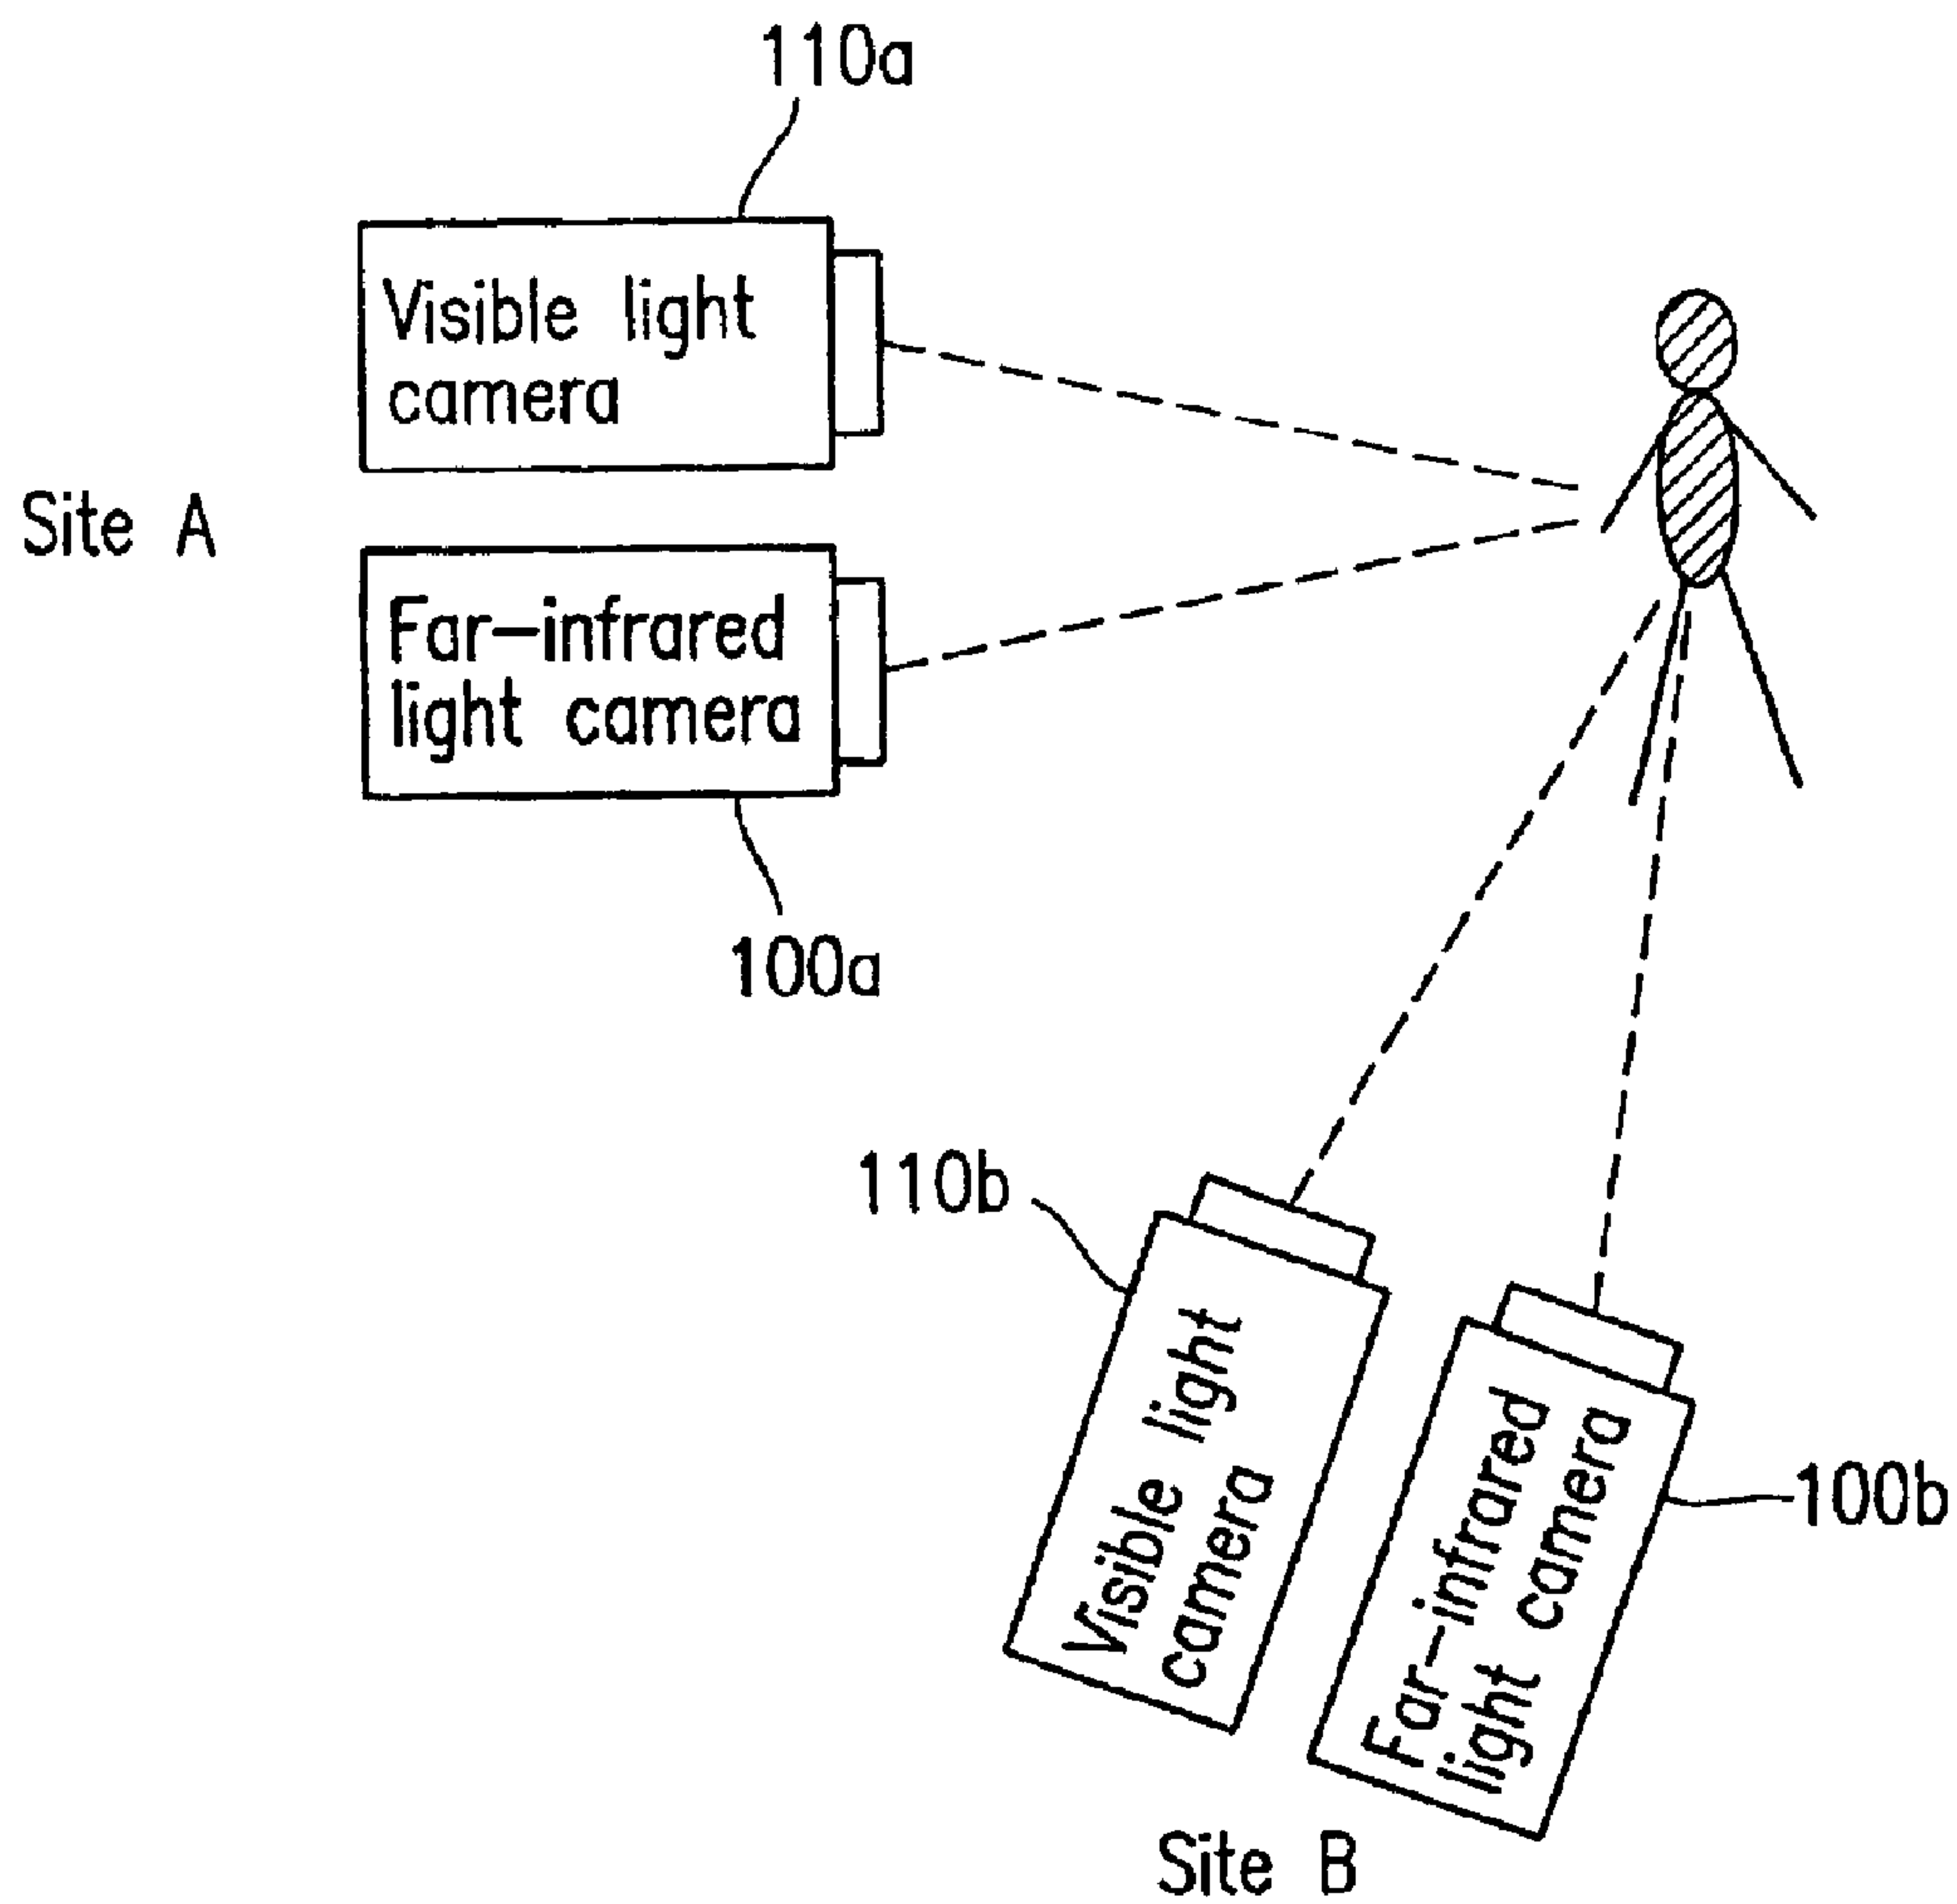 110a
Visible light
camera
Site A
Far-infrared
light camera
100a
110b
Visible light
camera
Far-infrared
light camera
100b
Site B